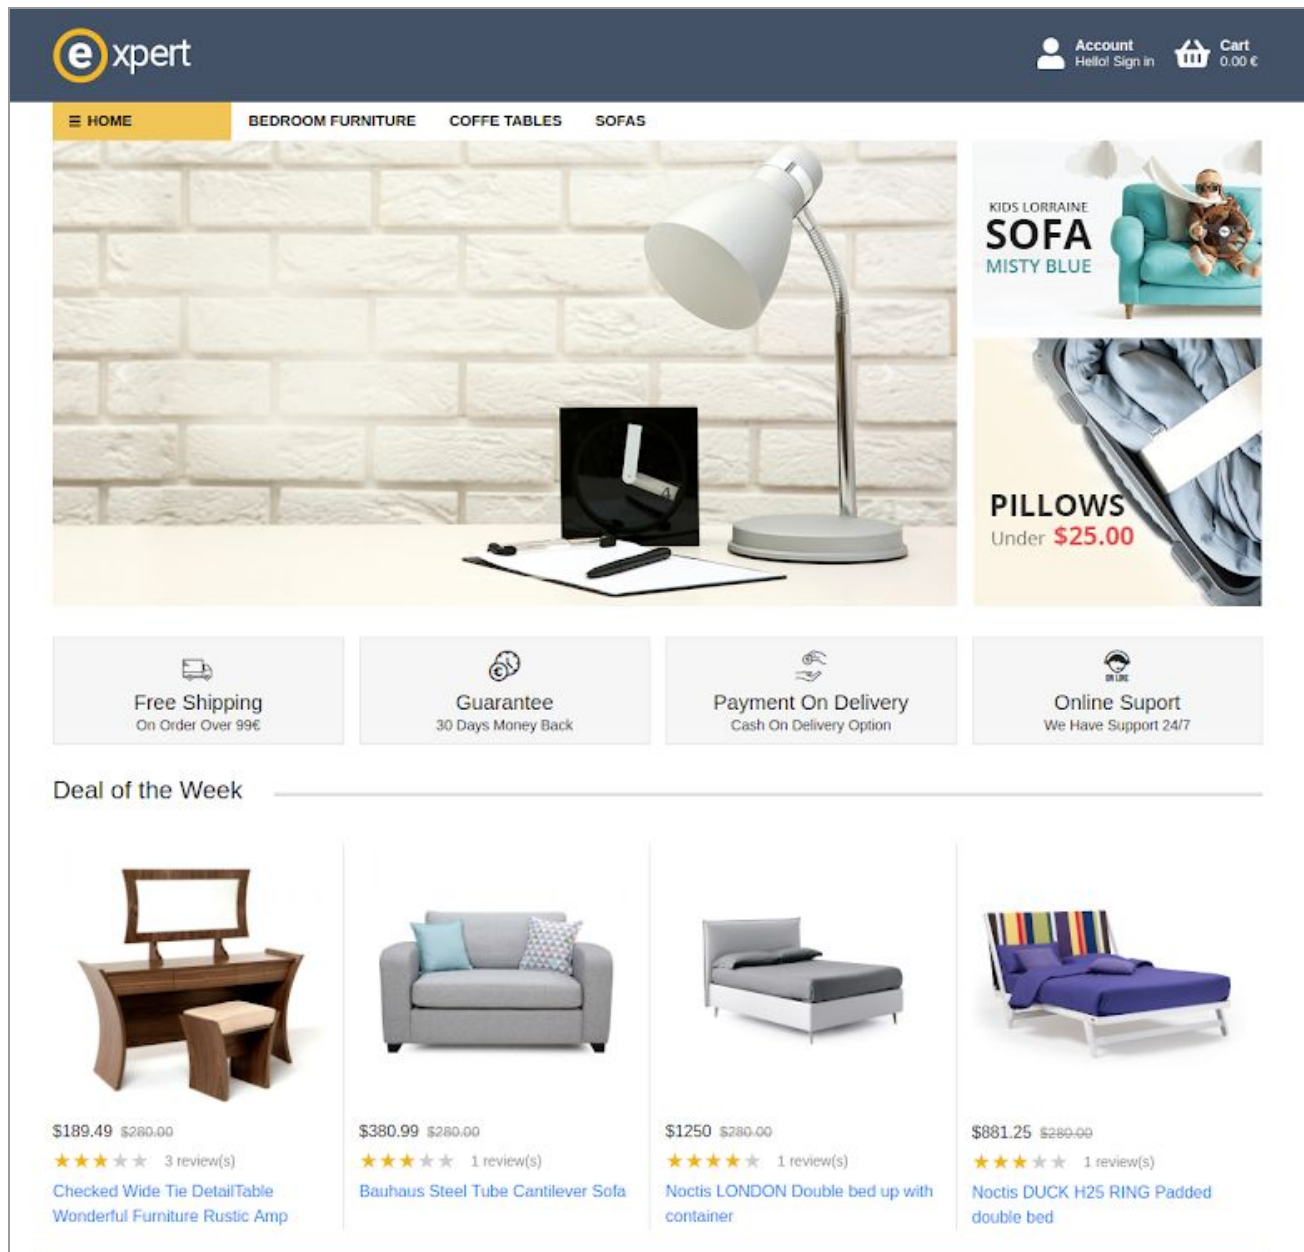 expert
Account
Hello! Sign in
Cart
0.00 €
HOME
BEDROOM FURNITURE
COFFE TABLES
SOFAS
KIDS LORRAINE
SOFA
MISTY BLUE
4
PILLOWS
Under $25.00
Free Shipping
On Order Over 99€
Guarantee
30 Days Money Back
Payment On Delivery
Cash On Delivery Option
Online Suport
We Have Support 24/7
Deal of the Week
$189.49 $280.00
3 review(s)
Checked Wide Tie DetailTable
Wonderful Furniture Rustic Amp
$380.99 $280.00
1 review(s)
Bauhaus Steel Tube Cantilever Sofa
$1250 $280.00
1 review(s)
Noctis LONDON Double bed up with
container
$881.25 $280.00
1 review(s)
Noctis DUCK H25 RING Padded
double bed